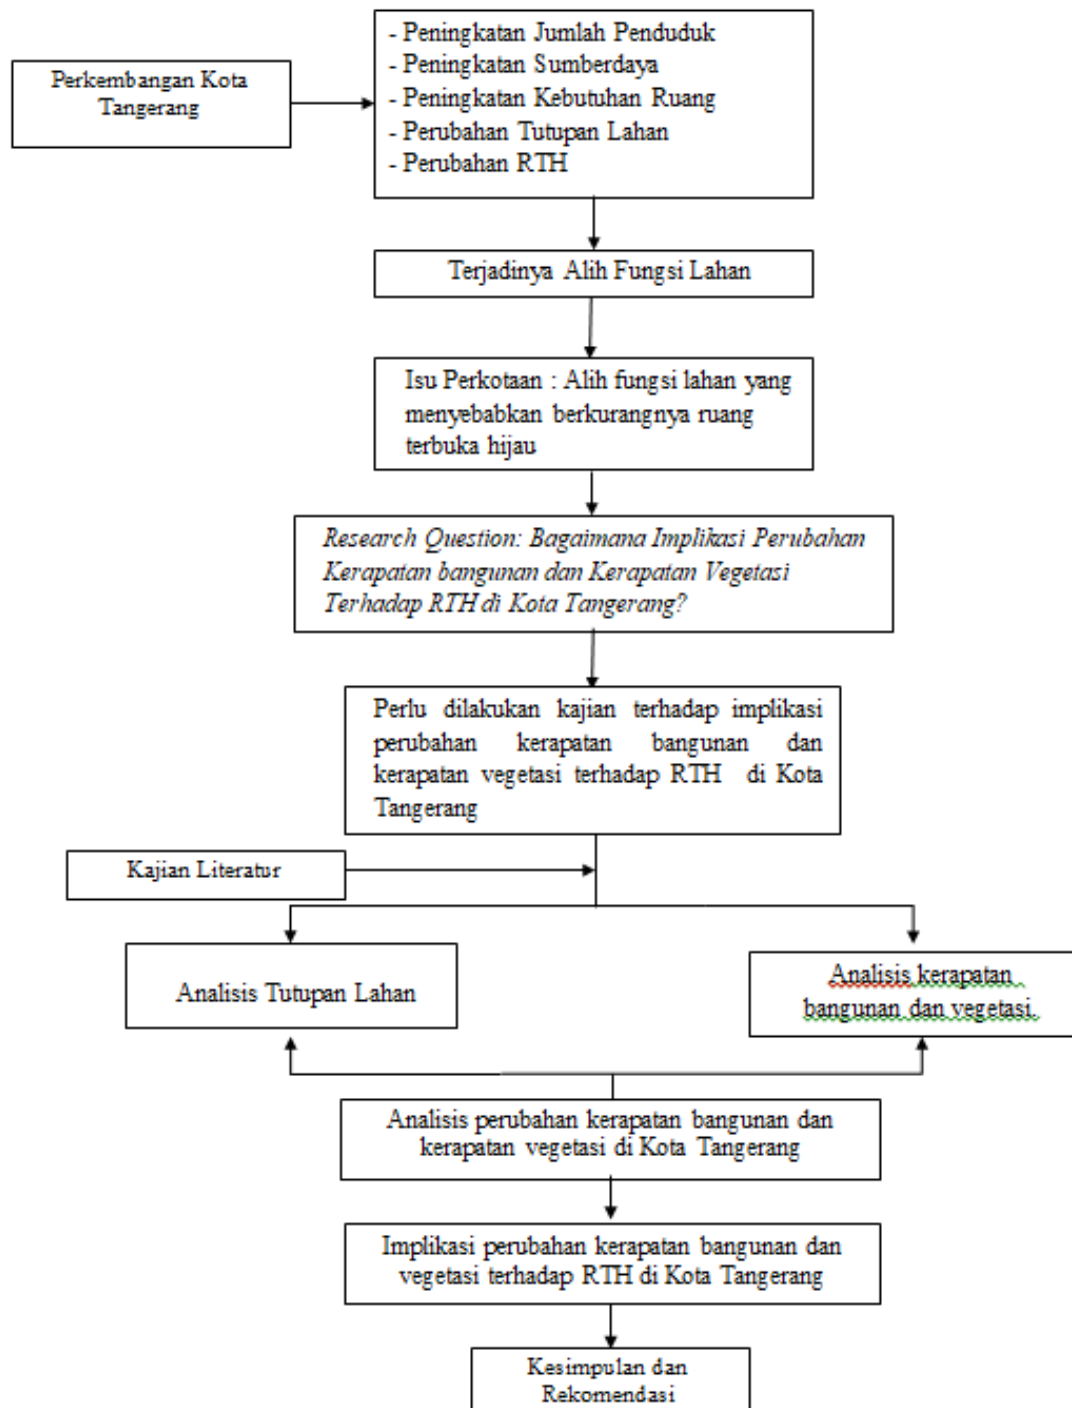 Perkembangan Kota
Tangerang
- Peningkatan Jumlah Penduduk
- Peningkatan Sumberdaya
- Peningkatan Kebutuhan Ruang
- Perubahan Tutupan Lahan
- Perubahan RTH
Terjadinya Alih Fungsi Lahan
Isu Perkotaan : Alih fungsi lahan yang
menyebabkan berkurangnya ruang
terbuka hijau
Research Question: Bagaimana Implikasi Perubahan
Kerapatan bangunan dan Kerapatan Vegetasi
Terhadap RTH di Kota Tangerang?
Perlu dilakukan kajian terhadap implikasi
perubahan kerapatan bangunan dan
kerapatan vegetasi terhadap RTH di Kota
Tangerang
Kajian Literatur
Analisis Tutupan Lahan
Analisis kerapatan
bangunan dan vegetasi.
Analisis perubahan kerapatan bangunan dan
kerapatan vegetasi di Kota Tangerang
Implikasi perubahan kerapatan bangunan dan
vegetasi terhadap RTH di Kota Tangerang
Kesimpulan dan
Rekomendasi